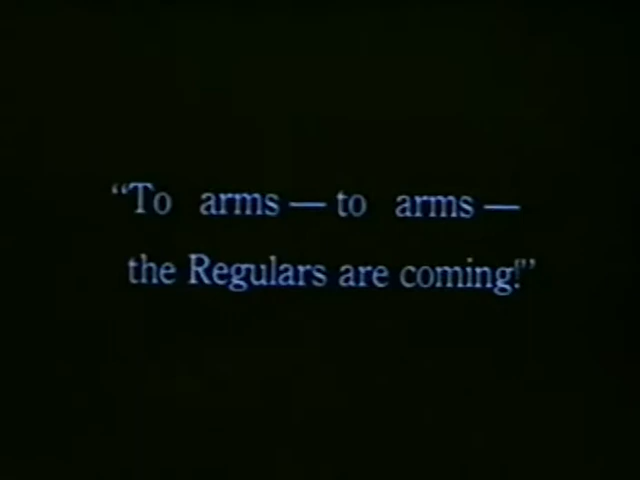 “To arms — to arms —
the Regulars are coming!”